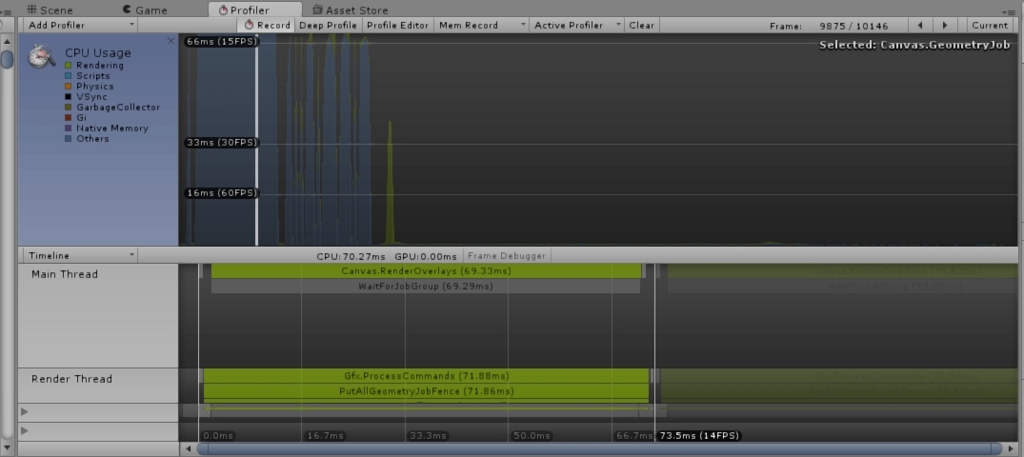 Scene Game Profiler Asset Store
Add Profiler Record Deep Profile Profile Editor Mem Record Active Profiler Clear Frame: 9875 / 10146 Current
66ms (15FPS) Selected: Canvas.GeometryJob
CPU Usage
Rendering
Scripts
Physics
VSync
GarbageCollector
Gi
Native Memory
Others
33ms (30FPS)
16ms (60FPS)
Timeline CPU:70.27ms GPU:0.00ms Frame Debugger
Main Thread
Canvas.RenderOverlays (69.33ms)
WaitForJobGroup (69.29ms)
Render Thread
Gfx.ProcessCommands (71.88ms)
PutAllGeometryJobFence (71.86ms)
0.0ms 16.7ms 33.3ms 50.0ms 66.7ms 73.5ms (14FPS)